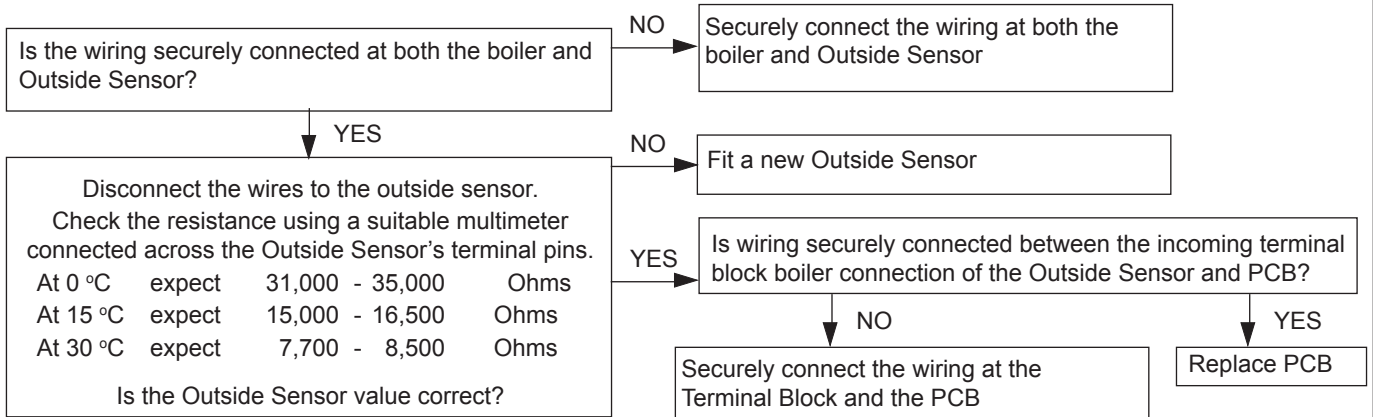 Is the wiring securely connected at both the boiler and
Outside Sensor?
NO
Securely connect the wiring at both the
boiler and Outside Sensor
YES
Disconnect the wires to the outside sensor.
Check the resistance using a suitable multimeter
connected across the Outside Sensor's terminal pins.
At 0 °C expect 31,000 - 35,000 Ohms
At 15 °C expect 15,000 - 16,500 Ohms
At 30 °C expect 7,700 - 8,500 Ohms
Is the Outside Sensor value correct?
NO
Fit a new Outside Sensor
YES
Is wiring securely connected between the incoming terminal
block boiler connection of the Outside Sensor and PCB?
NO
Securely connect the wiring at the
Terminal Block and the PCB
YES
Replace PCB